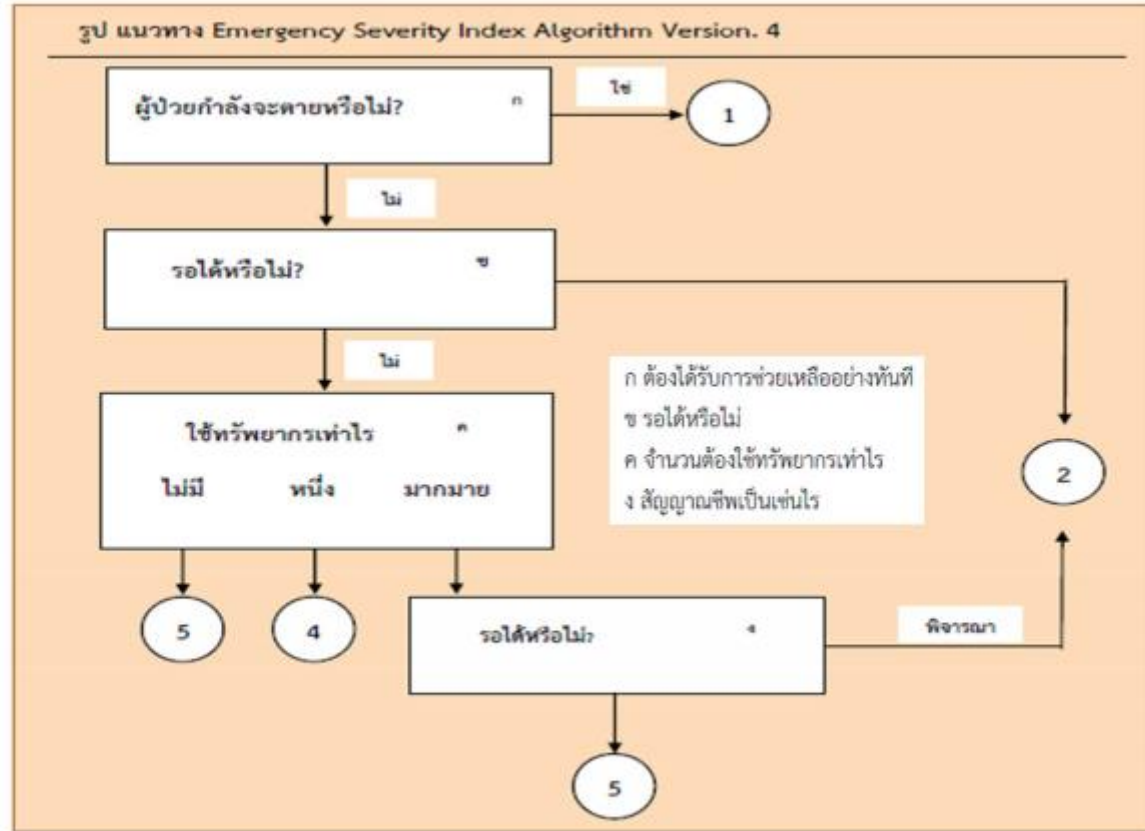 รูป แนวทาง Emergency Severity Index Algorithm Version. 4
ผู้ป่วยกำลังจะตายหรือไม่? ก
ใช่
1
ไม่
รอได้หรือไม่? ข
ไม่
ใช้ทรัพยากรเท่าไร ค
ไม่มี หนึ่ง มากมาย
ก ต้องได้รับการช่วยเหลืออย่างทันที
ข รอได้หรือไม่
ค จำนวนต้องใช้ทรัพยากรเท่าไร
ง สัญญาณชีพเป็นเช่นไร
2
5
4
รอได้หรือไม่? ง
พิจารณา
5